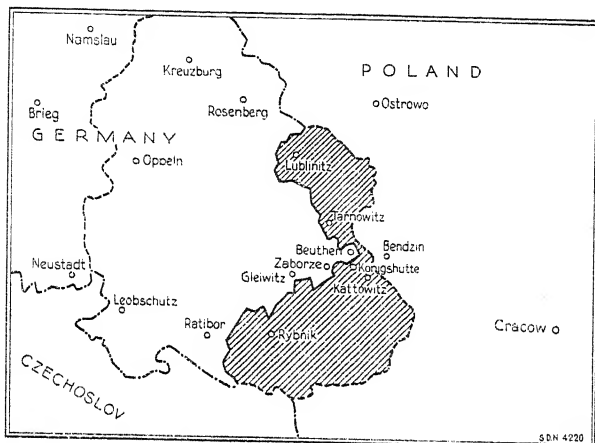 Namslau
Kreuzburg
POLAND
Brieg
Rosenberg
Ostrowo
GERMANY
Oppeln
Lublinitz
Tarnowitz
Beuthen
Bendzin
Neustadt
Zaborze
Konigshutte
Gleiwitz
Kattowitz
Leobschutz
Ratibor
Rybnik
Cracow
CZECHOSLOV
S.D.N 4220